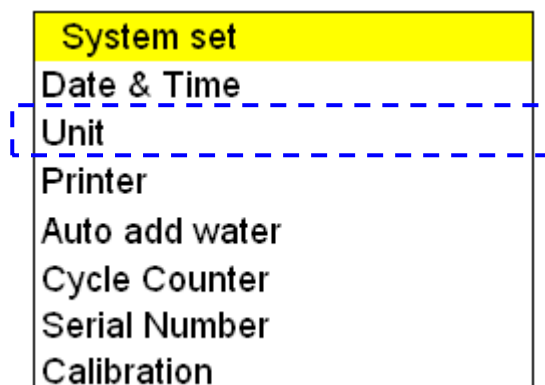 System set
Date & Time
Unit
Printer
Auto add water
Cycle Counter
Serial Number
Calibration